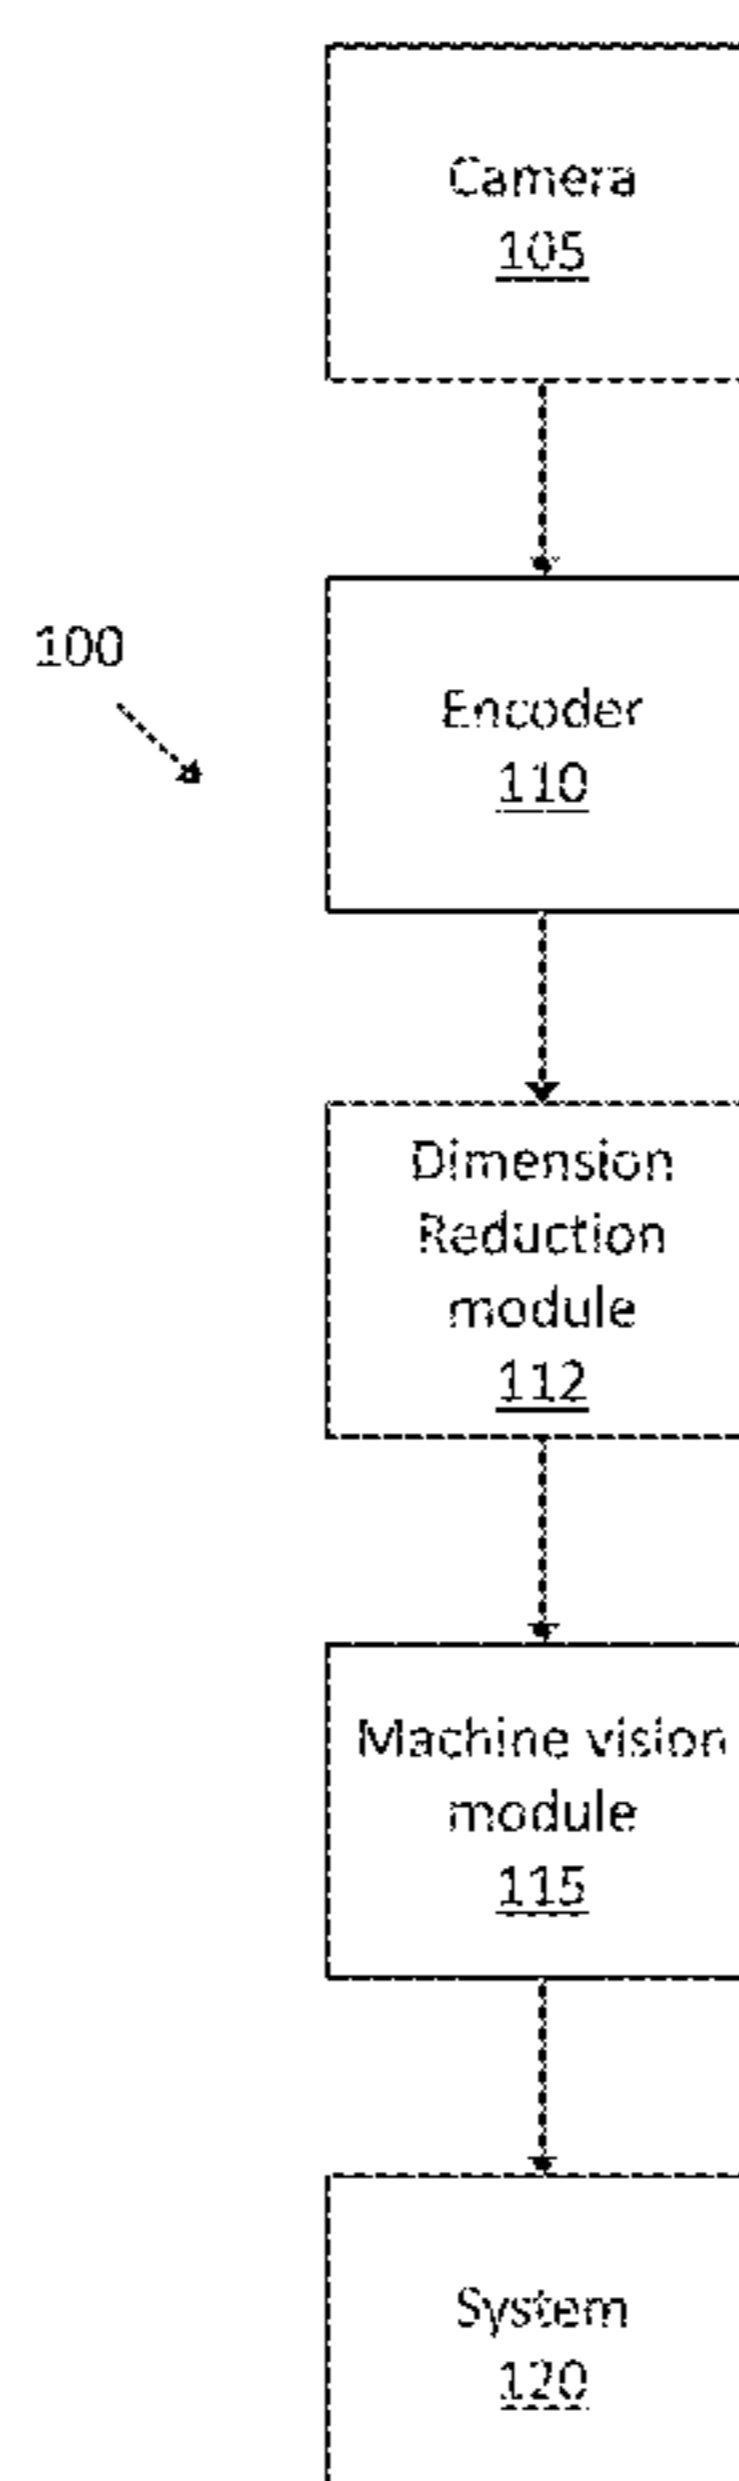 Camera
105
100
Encoder
110
Dimension
Reduction
module
112
Machine vision
module
115
System
120